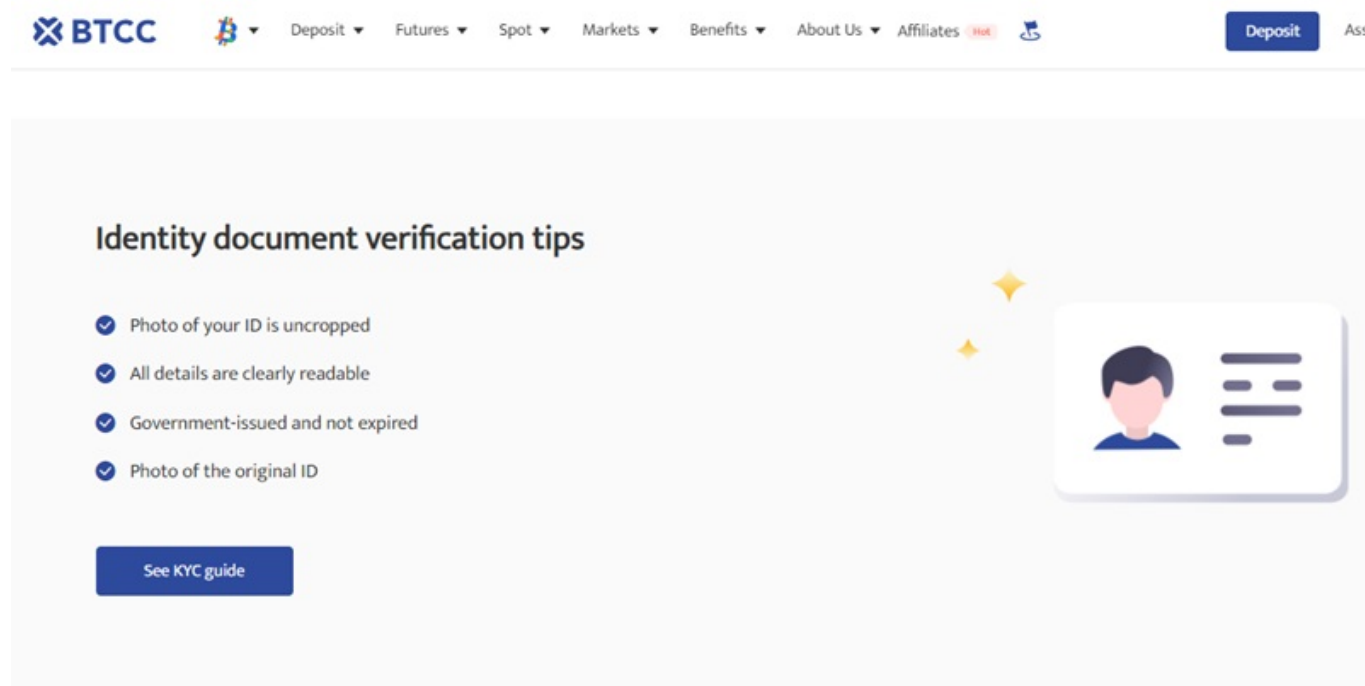 BTCC
Deposit Futures Spot Markets Benefits About Us Affiliates Hot
Deposit
Identity document verification tips
Photo of your ID is uncropped
All details are clearly readable
Government-issued and not expired
Photo of the original ID
See KYC guide